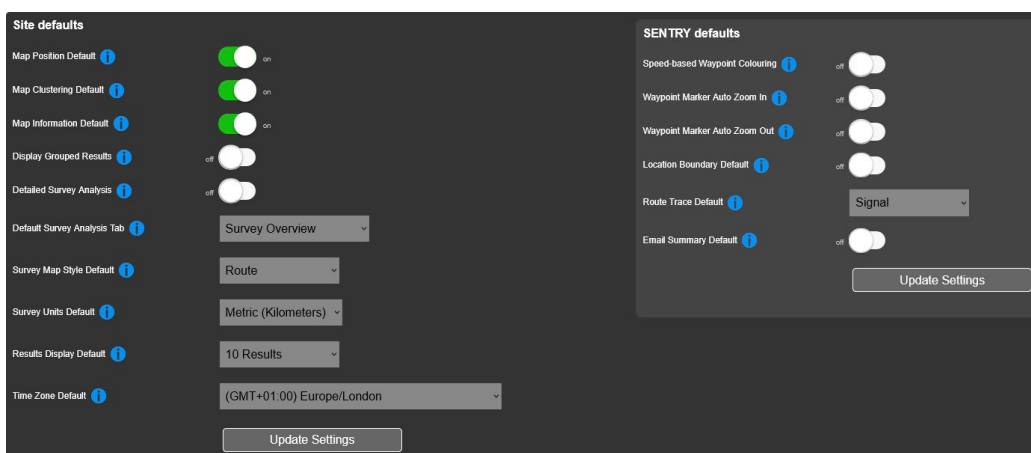 Site defaults
Map Position Default
on
Map Clustering Default
on
Map Information Default
on
Display Grouped Results
off
Detailed Survey Analysis
off
Default Survey Analysis Tab
Survey Overview
Survey Map Style Default
Route
Survey Units Default
Metric (Kilometers)
Results Display Default
10 Results
Time Zone Default
(GMT+01:00) Europe/London
Update Settings
SENTRY defaults
Speed-based Waypoint Colouring
off
Waypoint Marker Auto Zoom In
off
Waypoint Marker Auto Zoom Out
off
Location Boundary Default
off
Route Trace Default
Signal
Email Summary Default
off
Update Settings